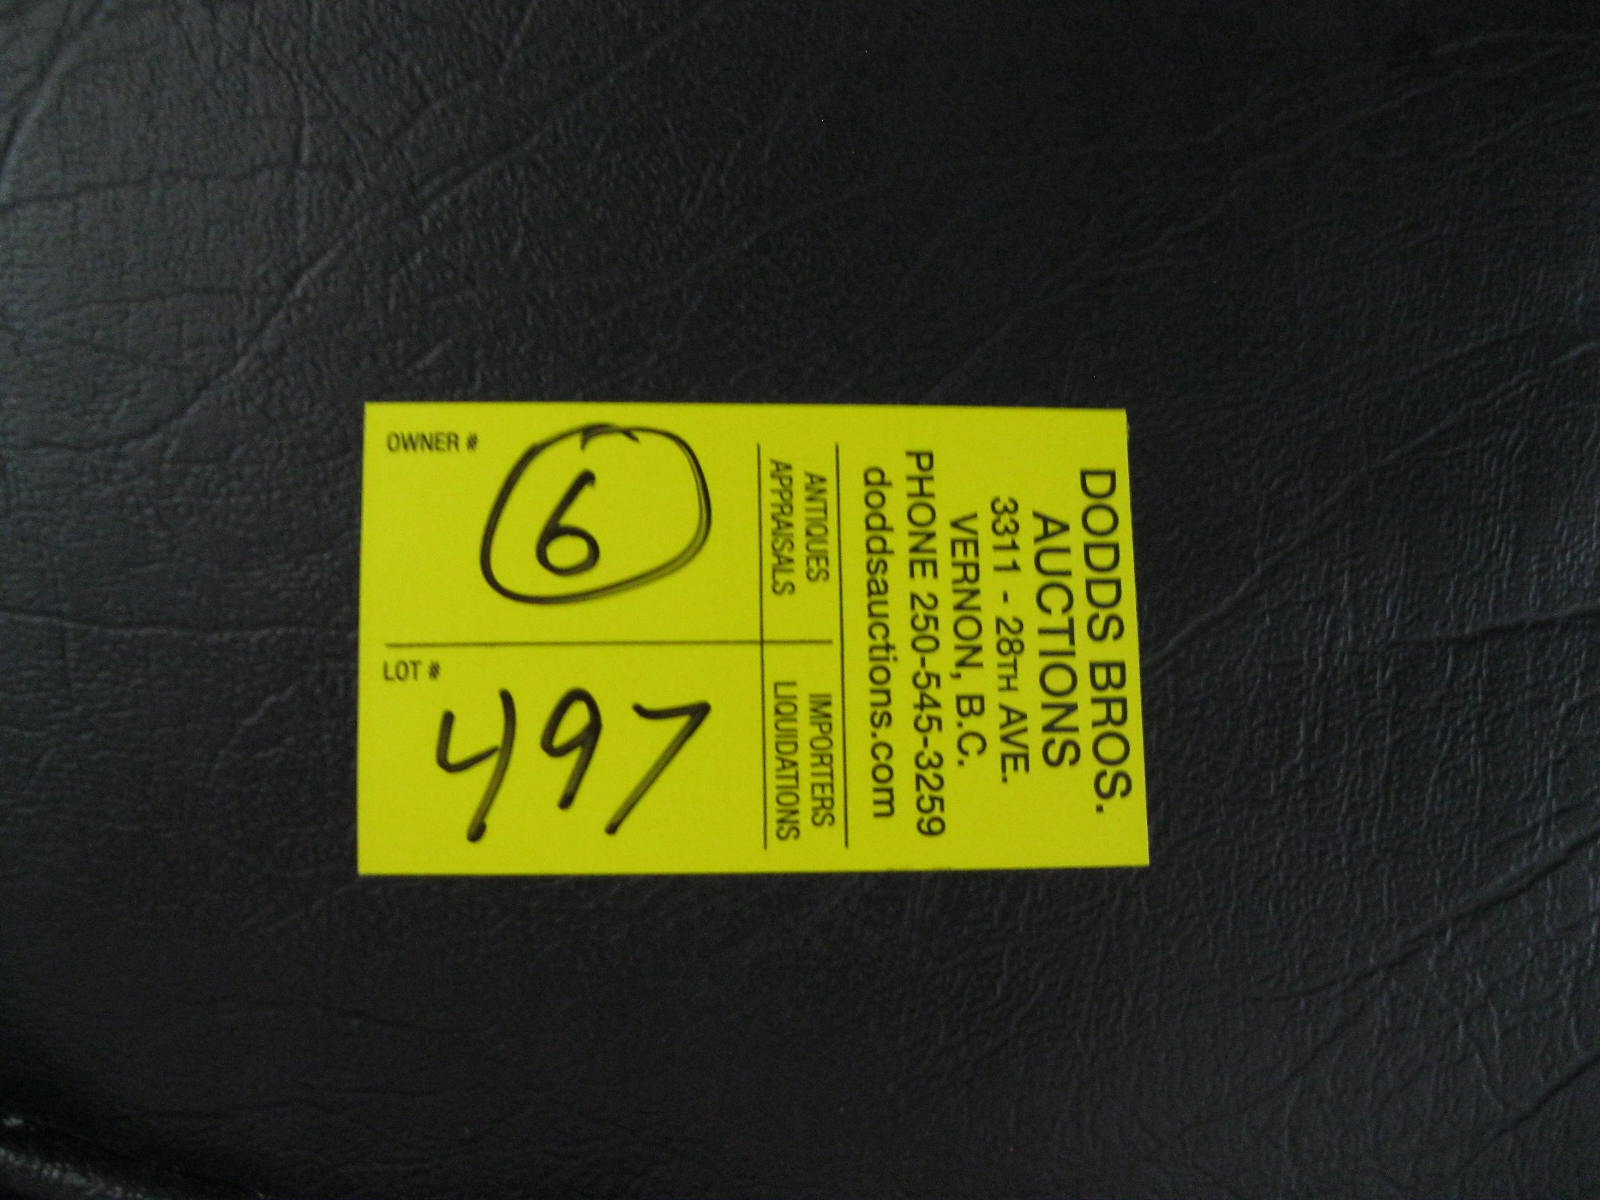 DODDS BROS.
AUCTIONS
3311 - 28TH AVE.
VERNON, B.C.
PHONE 250-545-3259
doddsauctions.com
ANTIQUES
APPRAISALS
IMPORTERS
LIQUIDATIONS
OWNER #
6
LOT #
497